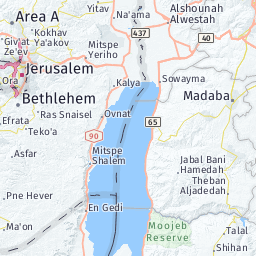 Area A
Na'ama
Alshounah
Alwestah
437
Kokhav
Ya'akov
Giv'at
Ze'ev
Mitspe
Yeriho
Ora
Jerusalem
Kalya
Sowayma
Bethlehem
Madaba
Ras Snaisel
Ovnat
Efrata
65
Teko'a
90
Asfar
Mitspe
Shalem
Jabal Bani
Hamedah
Theban
Aljadedah
Pne Hever
En Gedi
Ma'on
Moojeb
Reserve
Talal
Shihan